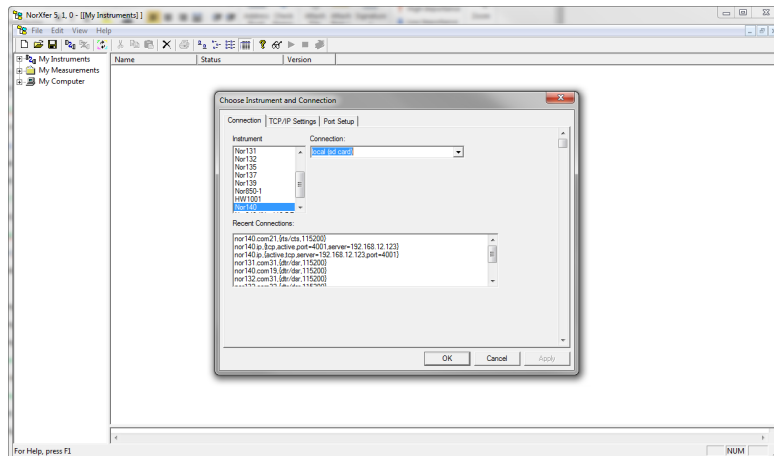 NorXfer 5, 1, 0 - [[My Instruments] ]
File Edit View Help
My Instruments
My Measurements
My Computer
Name Status Version
Choose Instrument and Connection
Connection TCP/IP Settings Port Setup
Instrument Connection:
Nor131
Nor132
Nor135
Nor137
Nor139
Nor850-1
HW1001
Nor140
local {sd card}
Recent Connections:
nor140.com21,{rts/cts,115200}
nor140.ip,{tcp,active,port=4001,server=192.168.12.123}
nor140.ip,{active,tcp,server=192.168.12.123,port=4001}
nor131.com31,{dtr/dsr,115200}
nor140.com19,{rts/dsr,115200}
nor132.com31,{dtr/dsr,115200}
OK Cancel Apply
For Help, press F1
NUM